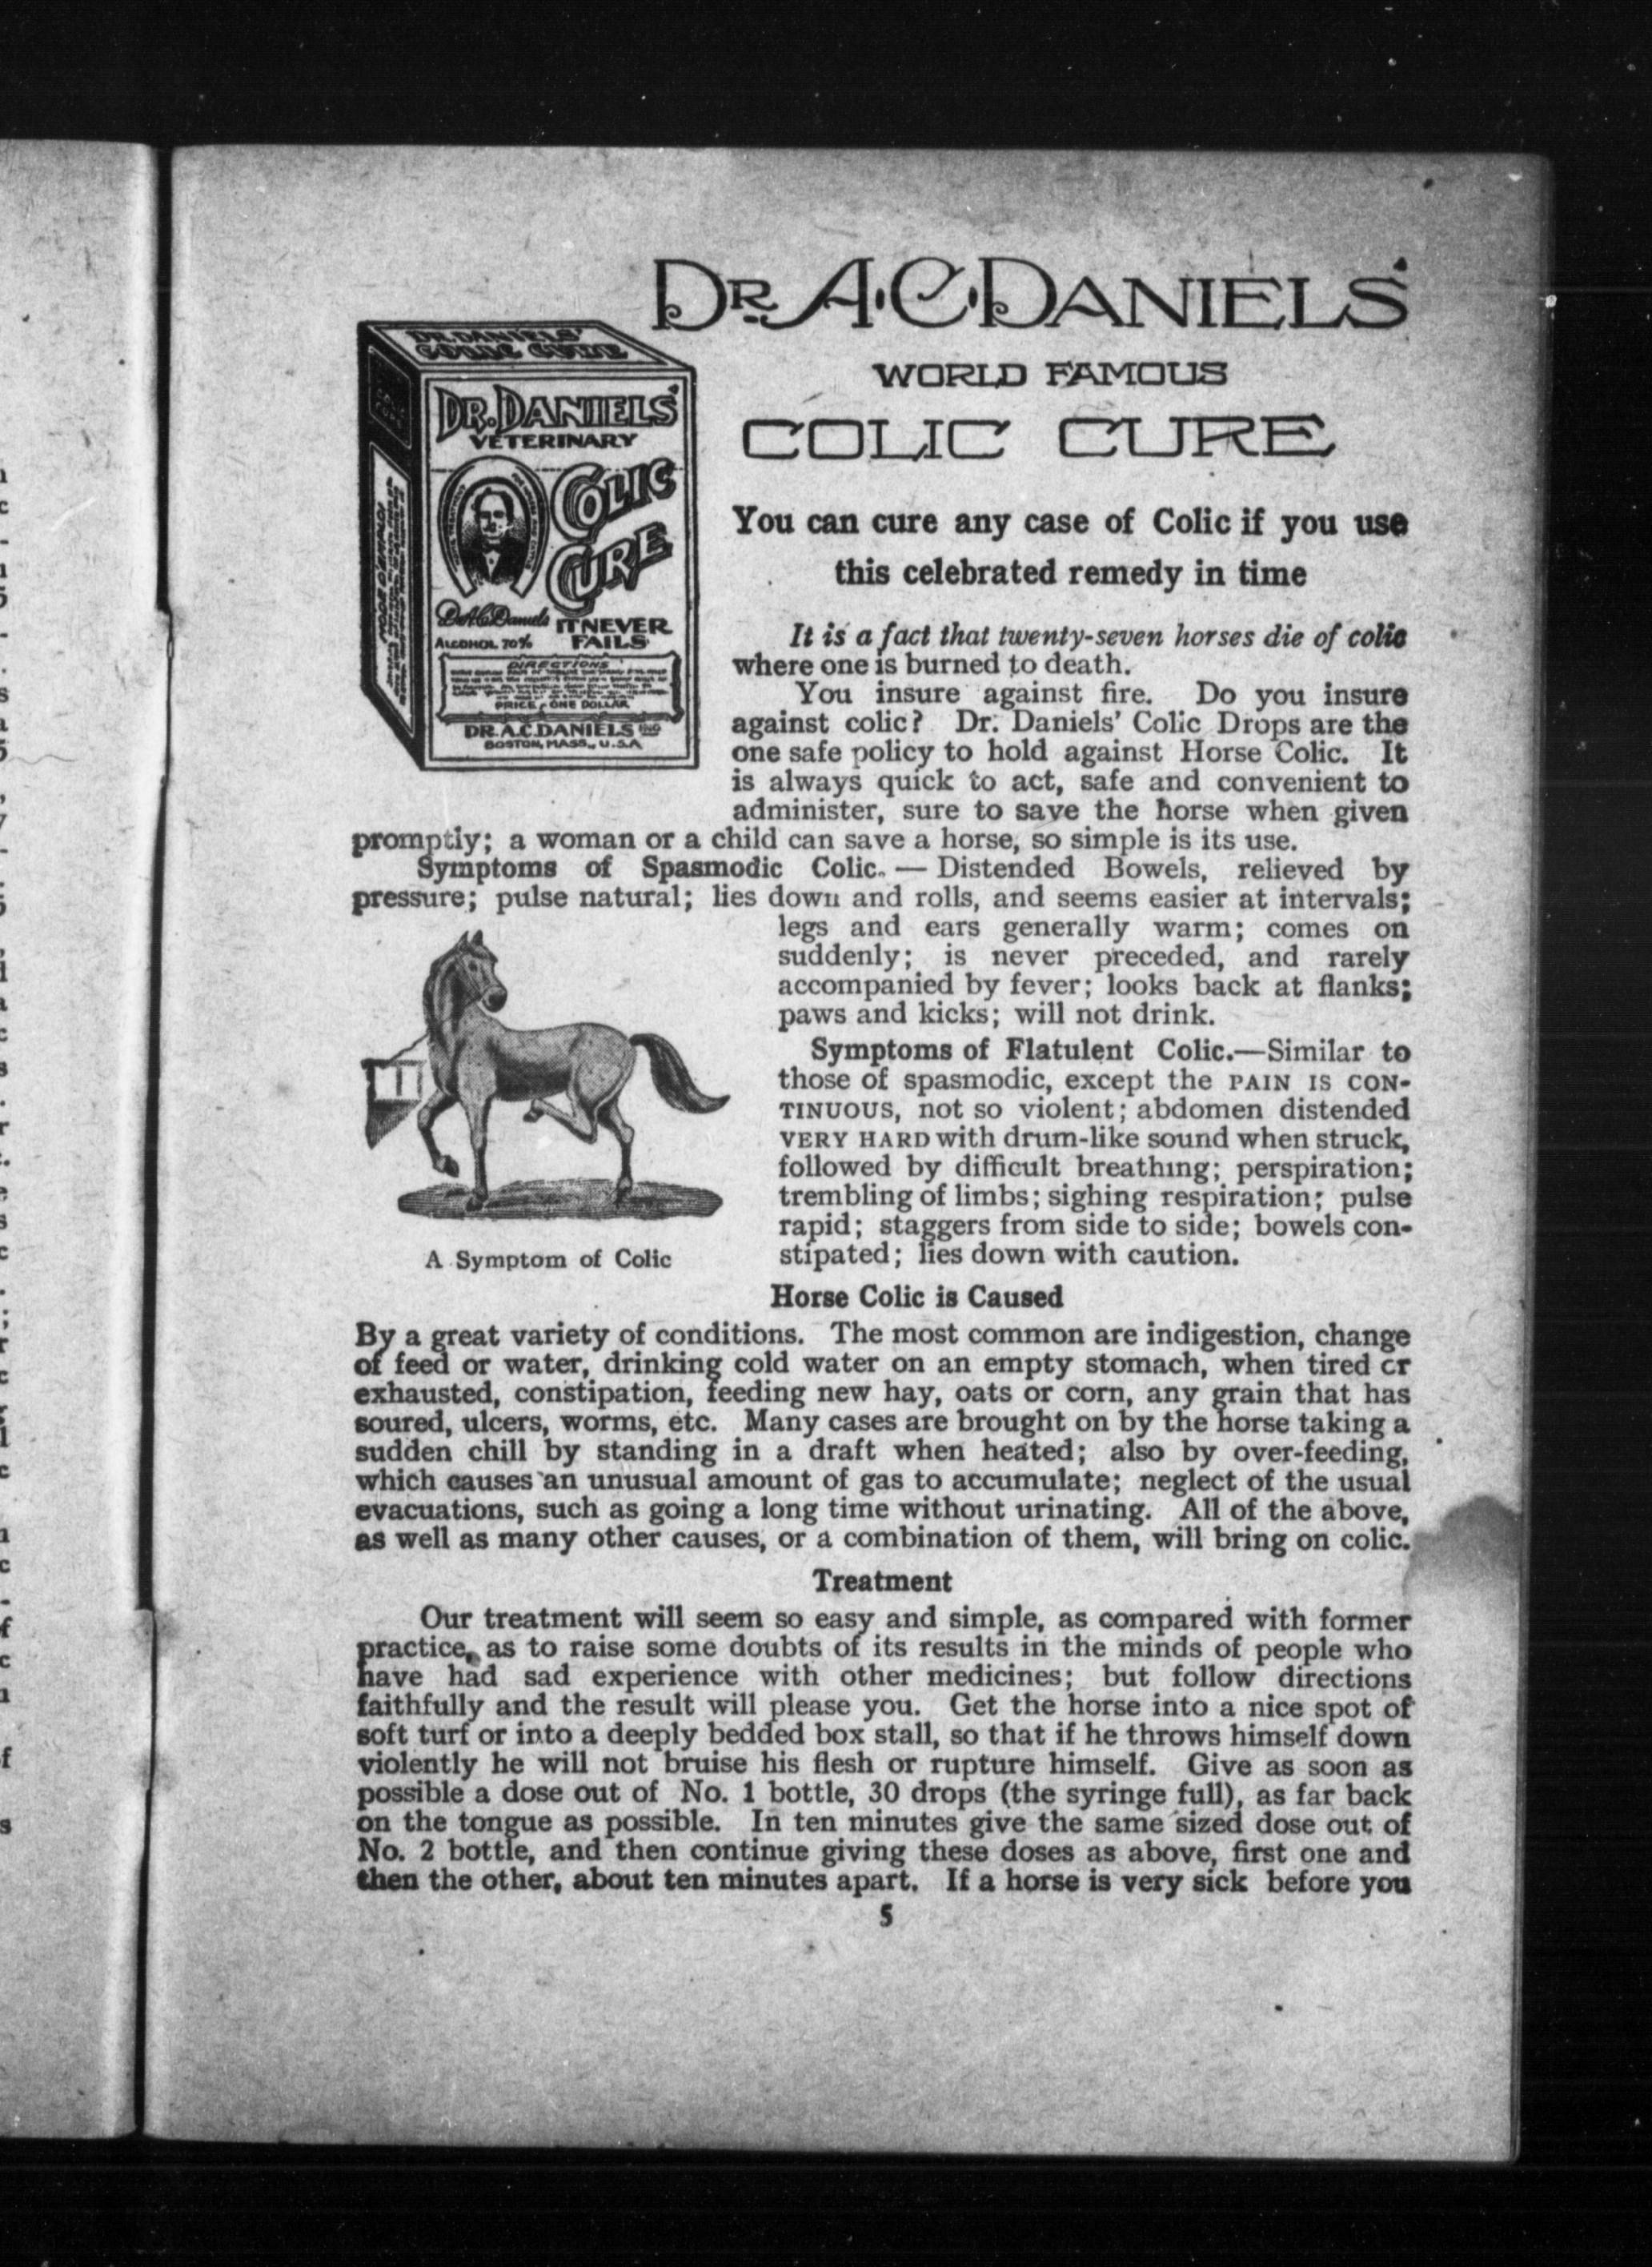 DR. A. C. DANIELS'
WORLD FAMOUS
COLIC CURE
DR. DANIELS'
COLIC CURE
DR. DANIELS'
VETERINARY
COLIC
CURE
Dr A C Daniels
IT NEVER
FAILS
ALCOHOL 70%
DIRECTIONS
PRICE, ONE DOLLAR
DR. A. C. DANIELS INC
BOSTON, MASS., U.S.A.
You can cure any case of Colic if you use
this celebrated remedy in time
It is a fact that twenty-seven horses die of colic
where one is burned to death.
You insure against fire. Do you insure
against colic? Dr. Daniels' Colic Drops are the
one safe policy to hold against Horse Colic. It
is always quick to act, safe and convenient to
administer, sure to save the horse when given
promptly; a woman or a child can save a horse, so simple is its use.
Symptoms of Spasmodic Colic. — Distended Bowels, relieved by
pressure; pulse natural; lies down and rolls, and seems easier at intervals;
legs and ears generally warm; comes on
suddenly; is never preceded, and rarely
accompanied by fever; looks back at flanks;
paws and kicks; will not drink.
Symptoms of Flatulent Colic.—Similar to
those of spasmodic, except the PAIN IS CON-
TINUOUS, not so violent; abdomen distended
VERY HARD with drum-like sound when struck,
followed by difficult breathing; perspiration;
trembling of limbs; sighing respiration; pulse
rapid; staggers from side to side; bowels con-
stipated; lies down with caution.
A Symptom of Colic
Horse Colic is Caused
By a great variety of conditions. The most common are indigestion, change
of feed or water, drinking cold water on an empty stomach, when tired or
exhausted, constipation, feeding new hay, oats or corn, any grain that has
soured, ulcers, worms, etc. Many cases are brought on by the horse taking a
sudden chill by standing in a draft when heated; also by over-feeding,
which causes an unusual amount of gas to accumulate; neglect of the usual
evacuations, such as going a long time without urinating. All of the above,
as well as many other causes, or a combination of them, will bring on colic.
Treatment
Our treatment will seem so easy and simple, as compared with former
practice, as to raise some doubts of its results in the minds of people who
have had sad experience with other medicines; but follow directions
faithfully and the result will please you. Get the horse into a nice spot of
soft turf or into a deeply bedded box stall, so that if he throws himself down
violently he will not bruise his flesh or rupture himself. Give as soon as
possible a dose out of No. 1 bottle, 30 drops (the syringe full), as far back
on the tongue as possible. In ten minutes give the same sized dose out of
No. 2 bottle, and then continue giving these doses as above, first one and
then the other, about ten minutes apart. If a horse is very sick before you
5